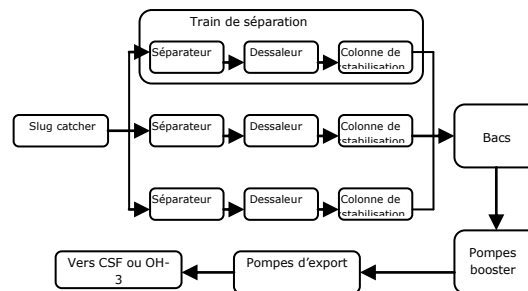 Train de séparation
Séparateur
Dessaleur
Colonne de
stabilisation
Slug catcher
Séparateur
Dessaleur
Colonne de
stabilisation
Bacs
Séparateur
Dessaleur
Colonne de
stabilisation
Vers CSF ou OH-
3
Pompes d'export
Pompes
booster